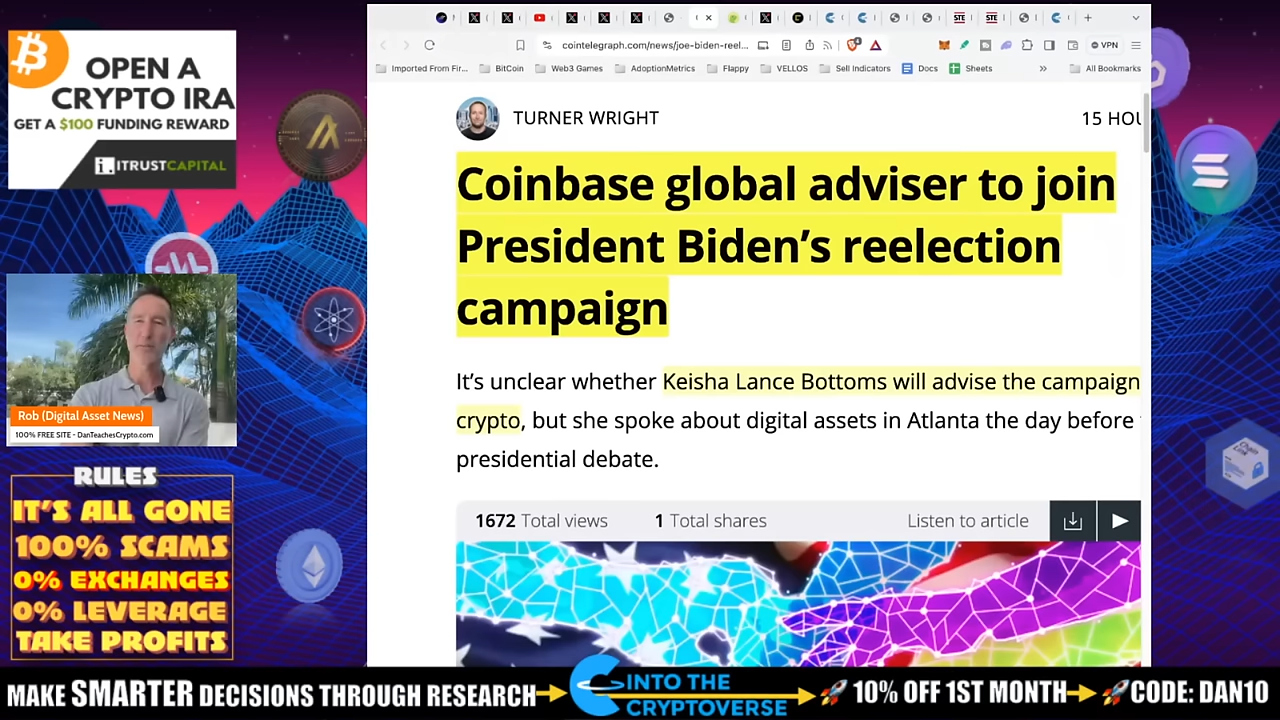 OPEN A
CRYPTO IRA
GET A $100 FUNDING REWARD
i. ITRUSTCAPITAL
Rob (Digital Asset News)
100% FREE SITE - DanTeachesCrypto.com
RULES
IT'S ALL GONE
100% SCAMS
0% EXCHANGES
0% LEVERAGE
TAKE PROFITS
cointelegraph.com/news/joe-biden-reel...
VPN
Imported From Fir...
BitCoin
Web3 Games
AdoptionMetrics
Flappy
VELLOS
Sell Indicators
Docs
Sheets
»
All Bookmarks
TURNER WRIGHT
15 HOU
Coinbase global adviser to join
President Biden’s reelection
campaign
It’s unclear whether Keisha Lance Bottoms will advise the campaign
crypto, but she spoke about digital assets in Atlanta the day before
presidential debate.
1672 Total views
1 Total shares
Listen to article
MAKE SMARTER DECISIONS THROUGH RESEARCH
INTO THE
CRYPTOVERSE
10% OFF 1ST MONTH
CODE: DAN10